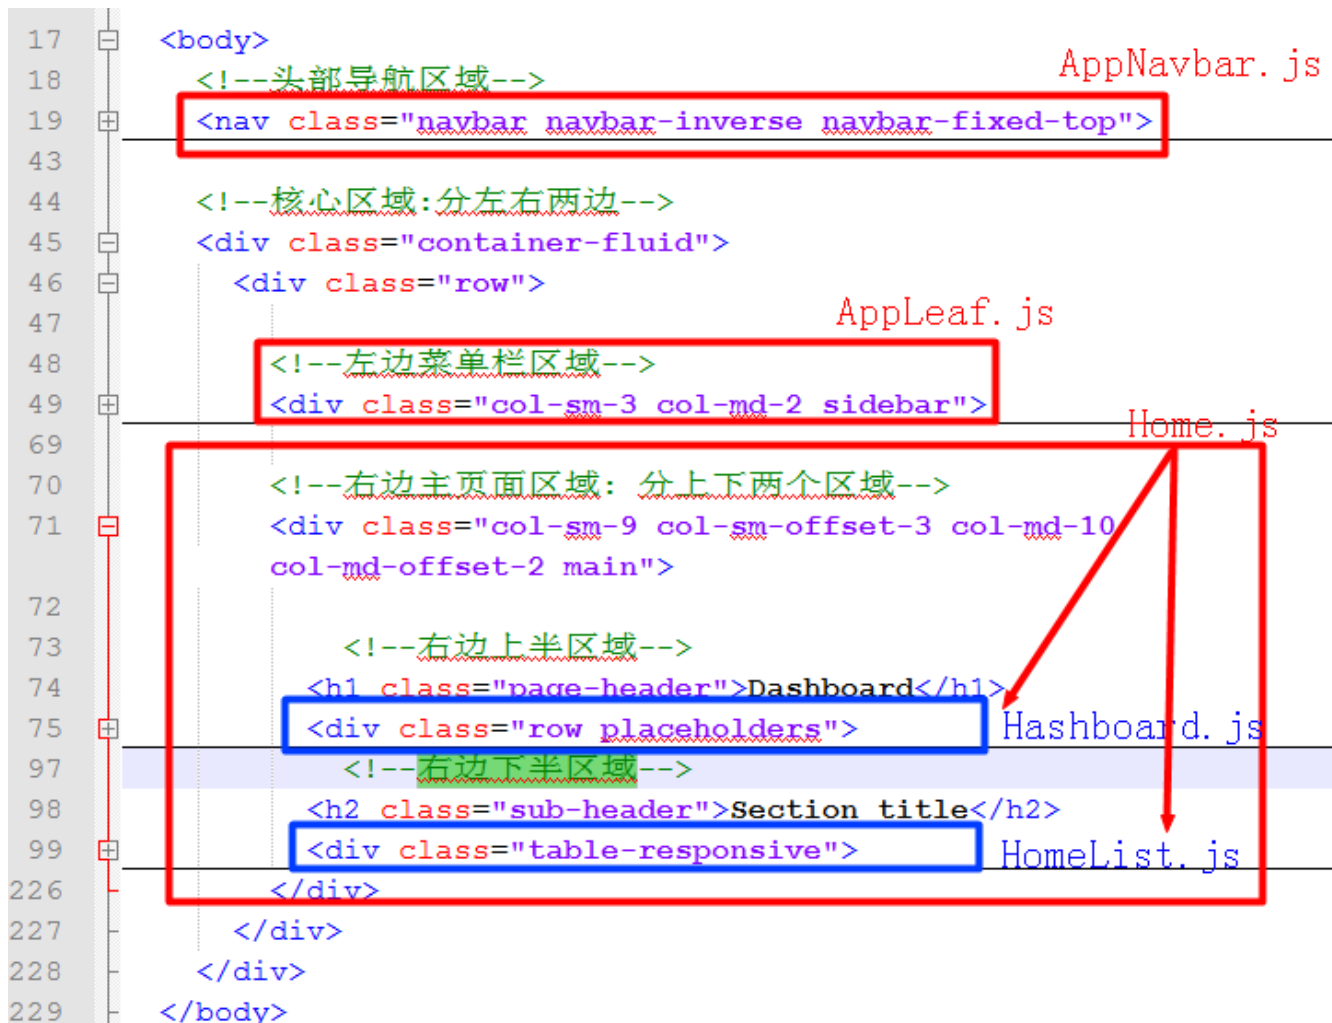 17 <body>
AppNavbar.js
18 <!--头部导航区域-->
19 <nav class="navbar navbar-inverse navbar-fixed-top">
43
44 <!--核心区域:分左右两边-->
45 <div class="container-fluid">
46 <div class="row">
AppLeaf.js
47
48 <!--左边菜单栏区域-->
49 <div class="col-sm-3 col-md-2 sidebar">
Home.js
69
70 <!--右边主页面区域: 分上下两个区域-->
71 <div class="col-sm-9 col-sm-offset-3 col-md-10
col-md-offset-2 main">
72
73 <!--右边上半区域-->
74 <h1 class="page-header">Dashboard</h1>
75 <div class="row placeholders"> Hashboard.js
97 <!--右边下半区域-->
98 <h2 class="sub-header">Section title</h2>
99 <div class="table-responsive"> HomeList.js
226 </div>
227 </div>
228 </div>
229 </body>